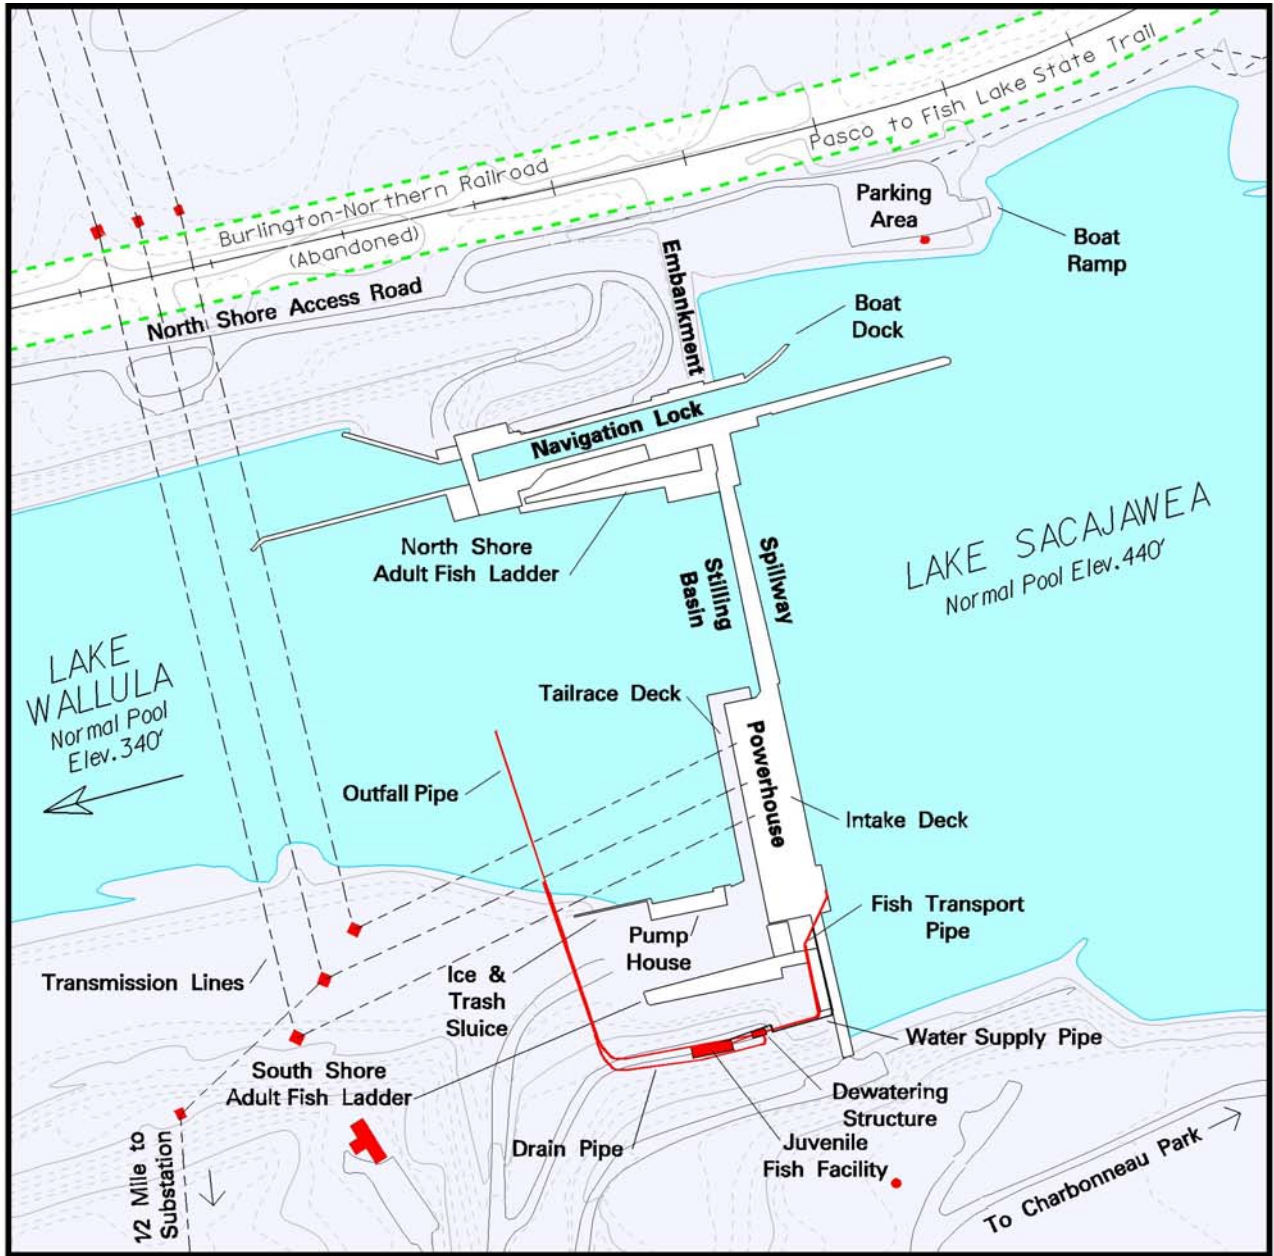 Burlington-Northern Railroad
(Abandoned)
Pasco to Fish Lake State Trail
North Shore Access Road
Parking
Area
Boat
Ramp
Embankment
Boat
Dock
Navigation Lock
North Shore
Adult Fish Ladder
Stilling
Basin
Spillway
LAKE SACAJAWEA
Normal Pool Elev.440'
LAKE
WALLULA
Normal Pool
Elev.340'
Tailrace Deck
Powerhouse
Outfall Pipe
Intake Deck
Fish Transport
Pipe
Pump
House
Transmission Lines
Ice &
Trash
Sluice
Water Supply Pipe
South Shore
Adult Fish Ladder
Dewatering
Structure
Drain Pipe
Juvenile
Fish Facility
1/2 Mile to
Substation
To Charbonneau Park